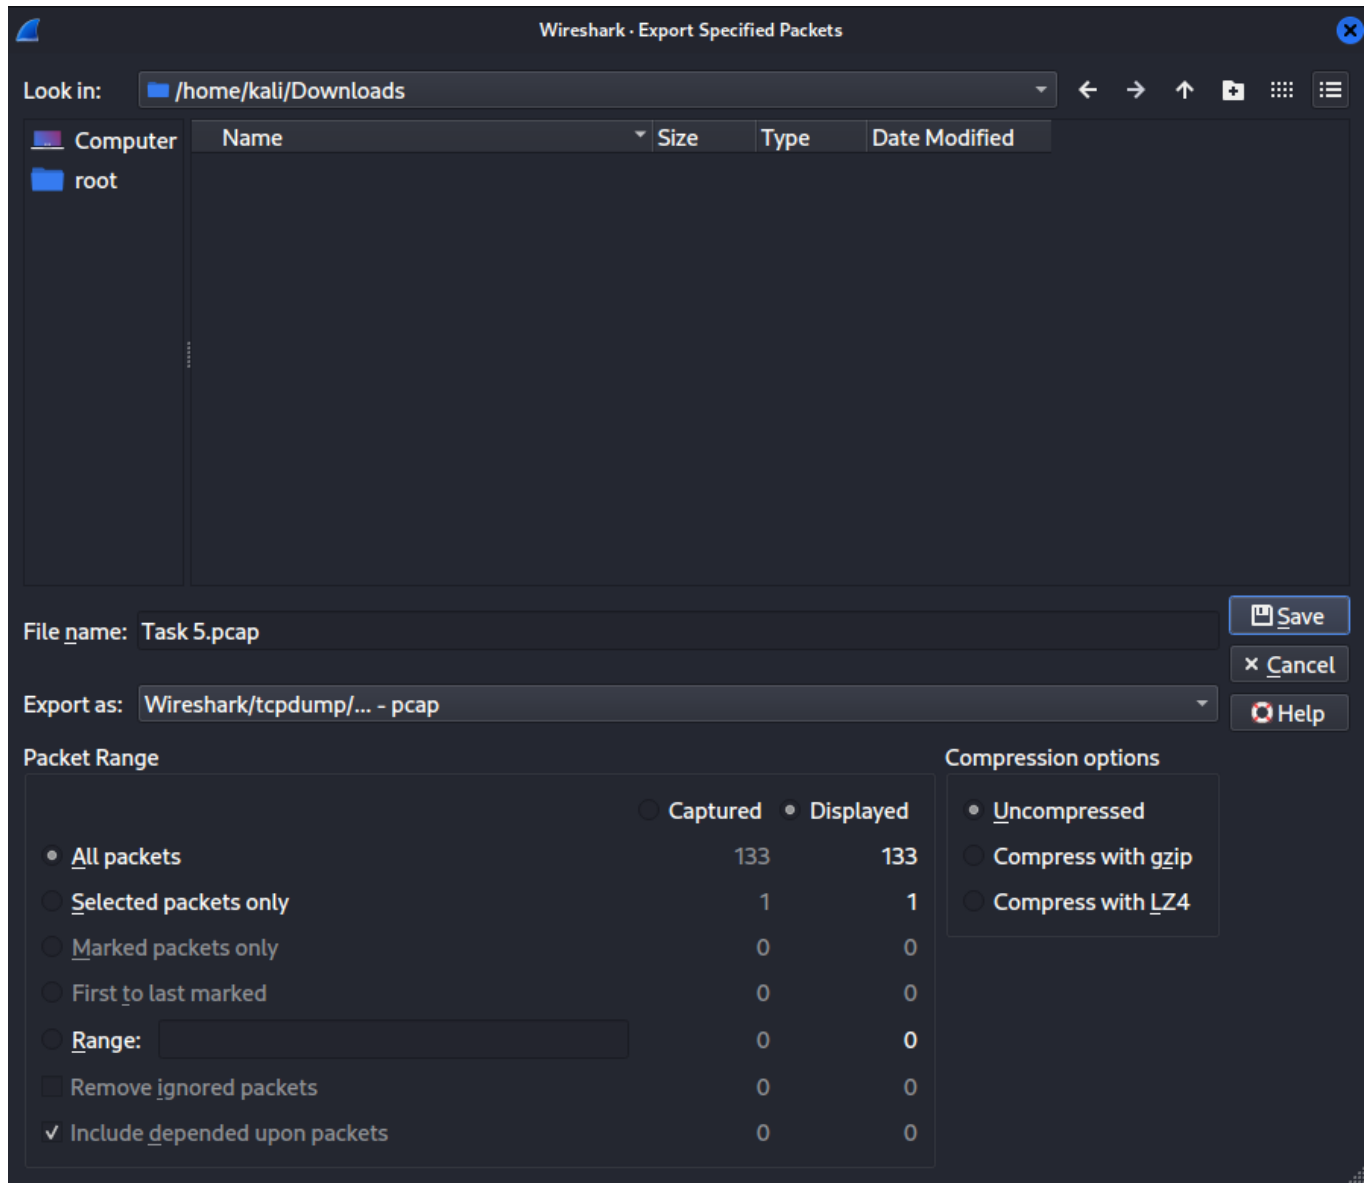 Wireshark · Export Specified Packets
Look in: /home/kali/Downloads
Computer
root
Name Size Type Date Modified
File name: Task 5.pcap
Save
Cancel
Export as: Wireshark/tcpdump/... - pcap
Help
Packet Range
Captured Displayed
All packets 133 133
Selected packets only 1 1
Marked packets only 0 0
First to last marked 0 0
Range: 0 0
Remove ignored packets 0 0
Include depended upon packets 0 0
Compression options
Uncompressed
Compress with gzip
Compress with LZ4